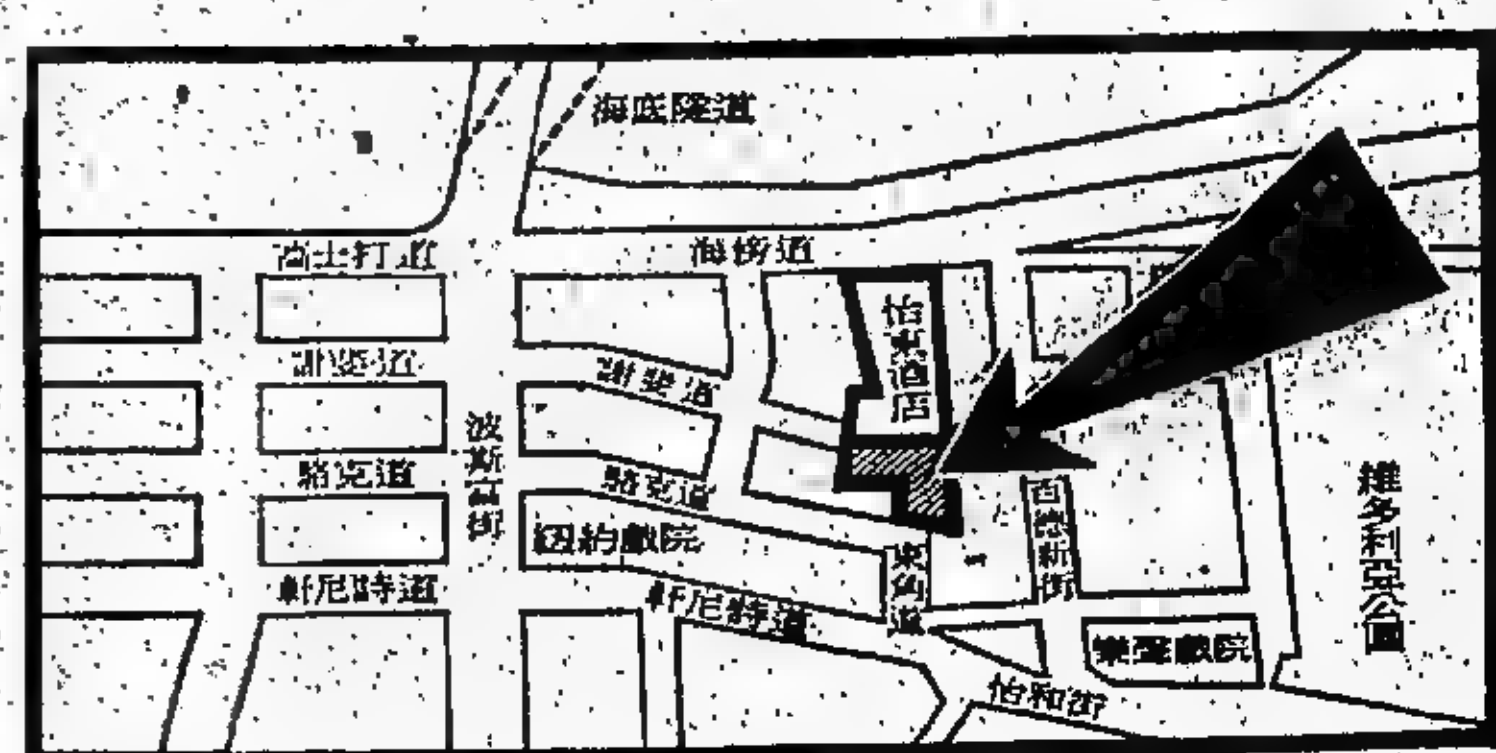 海底隧道
高士打道
海傍道
怡東酒店
謝斐道
謝斐道
波斯富街
駱克道
駱克道
百德新街
維多利亞公園
紐約戲院
東角道
軒尼詩道
軒尼詩道
樂聲戲院
怡和街